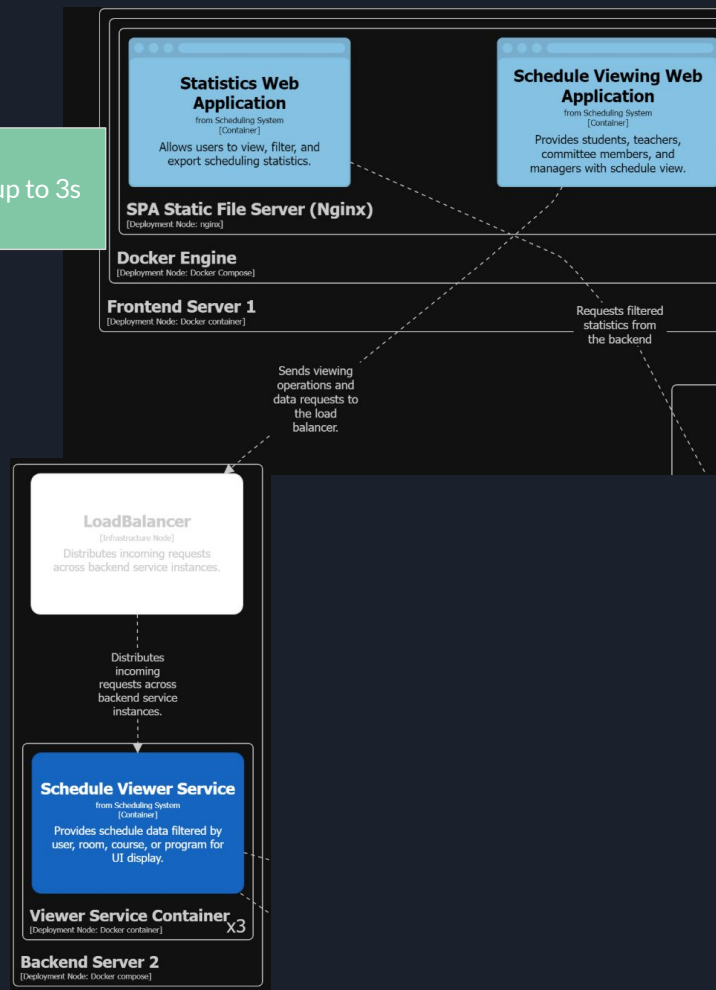 up to 3s
Statistics Web
Application
from Scheduling System
[Container]
Allows users to view, filter, and
export scheduling statistics.
Schedule Viewing Web
Application
from Scheduling System
[Container]
Provides students, teachers,
committee members, and
managers with schedule view.
SPA Static File Server (Nginx)
[Deployment Node: nginx]
Docker Engine
[Deployment Node: Docker Compose]
Frontend Server 1
[Deployment Node: Docker container]
Requests filtered
statistics from
the backend
Sends viewing
operations and
data requests to
the load
balancer.
LoadBalancer
[Infrastructure Node]
Distributes incoming requests
across backend service instances.
Distributes
incoming
requests across
backend service
instances.
Schedule Viewer Service
from Scheduling System
[Container]
Provides schedule data filtered by
user, room, course, or program for
UI display.
Viewer Service Container
x3
[Deployment Node: Docker container]
Backend Server 2
[Deployment Node: Docker compose]